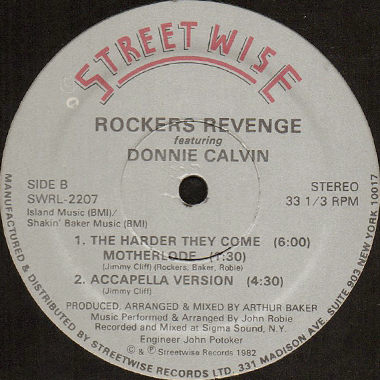 STREETWISE
ROCKERS REVENGE
featuring
DONNIE CALVIN
SIDE B
SWRL-2207
Island Music (BMI)/
Shakin' Baker Music (BMI)
STEREO
33 1/3 RPM
1. THE HARDER THEY COME (6:00)
MOTHERLODE (1:30)
(Jimmy Cliff) (Rockers, Baker, Robie)
2. ACCAPELLA VERSION (4:30)
(Jimmy Cliff)
PRODUCED, ARRANGED & MIXED BY ARTHUR BAKER
Music Performed & Arranged by John Robie
Recorded and Mixed at Sigma Sound, N.Y.
Engineer John Potoker
© & ℗ Streetwise Records 1982
MANUFACTURED & DISTRIBUTED BY STREETWISE RECORDS LTD. 331 MADISON AVE. SUITE 803 NEW YORK 10017